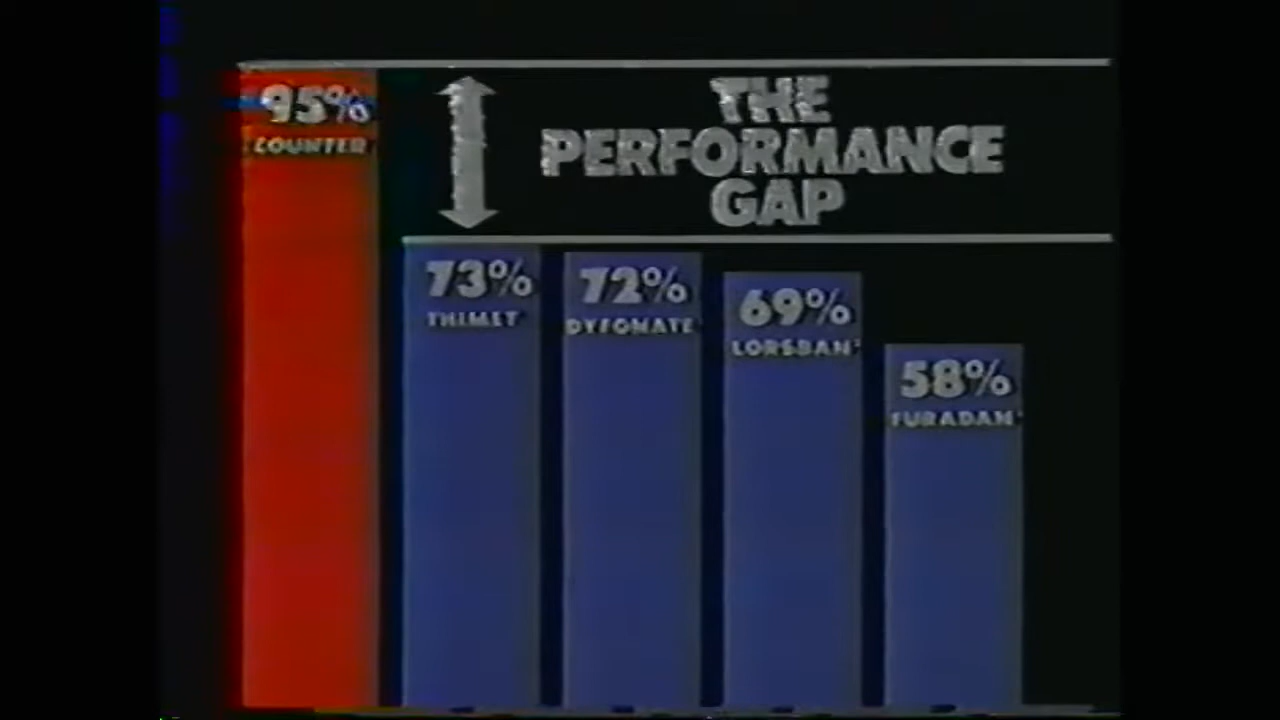 95%
COUNTER
THE
PERFORMANCE
GAP
73%
THIMET
72%
DYFONATE
69%
LORSBAN
58%
FURADAN